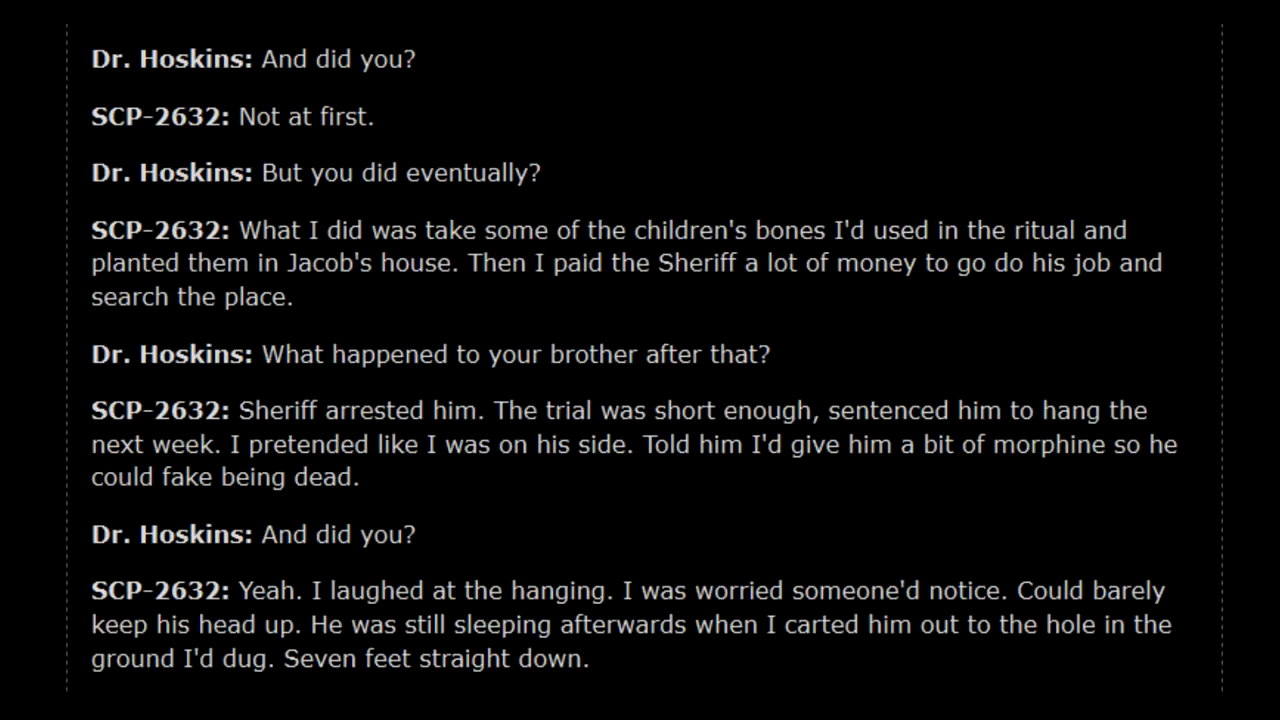 Dr. Hoskins: And did you?
SCP-2632: Not at first.
Dr. Hoskins: But you did eventually?
SCP-2632: What I did was take some of the children's bones I'd used in the ritual and
planted them in Jacob's house. Then I paid the Sheriff a lot of money to go do his job and
search the place.
Dr. Hoskins: What happened to your brother after that?
SCP-2632: Sheriff arrested him. The trial was short enough, sentenced him to hang the
next week. I pretended like I was on his side. Told him I'd give him a bit of morphine so he
could fake being dead.
Dr. Hoskins: And did you?
SCP-2632: Yeah. I laughed at the hanging. I was worried someone'd notice. Could barely
keep his head up. He was still sleeping afterwards when I carted him out to the hole in the
ground I'd dug. Seven feet straight down.